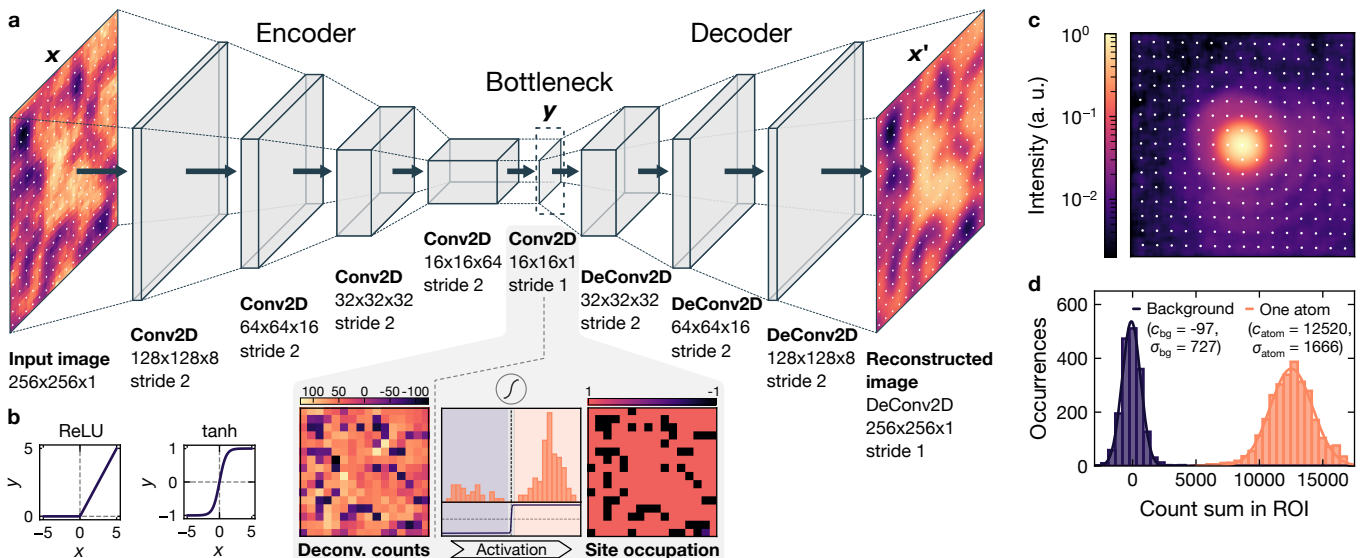 a
Encoder
Decoder
Bottleneck
x
y
x'
Conv2D
16x16x64
stride 2
Conv2D
16x16x1
stride 1
Conv2D
32x32x32
stride 2
DeConv2D
32x32x32
stride 2
Conv2D
64x64x16
stride 2
DeConv2D
64x64x16
stride 2
Conv2D
128x128x8
stride 2
DeConv2D
128x128x8
stride 2
Input image
256x256x1
Reconstructed
image
DeConv2D
256x256x1
stride 1
b
ReLU
5
0
y
−5 0 5
x
tanh
1
0
−1
y
−5 0 5
x
100 50 0 -50-100
Deconv. counts
Activation
1 -1
Site occupation
c
Intensity (a. u.)
10⁰
10⁻¹
10⁻²
d
Occurrences
600
400
200
0
Background
(c_bg = -97,
σ_bg = 727)
One atom
(c_atom = 12520,
σ_atom = 1666)
0 5000 10000 15000
Count sum in ROI